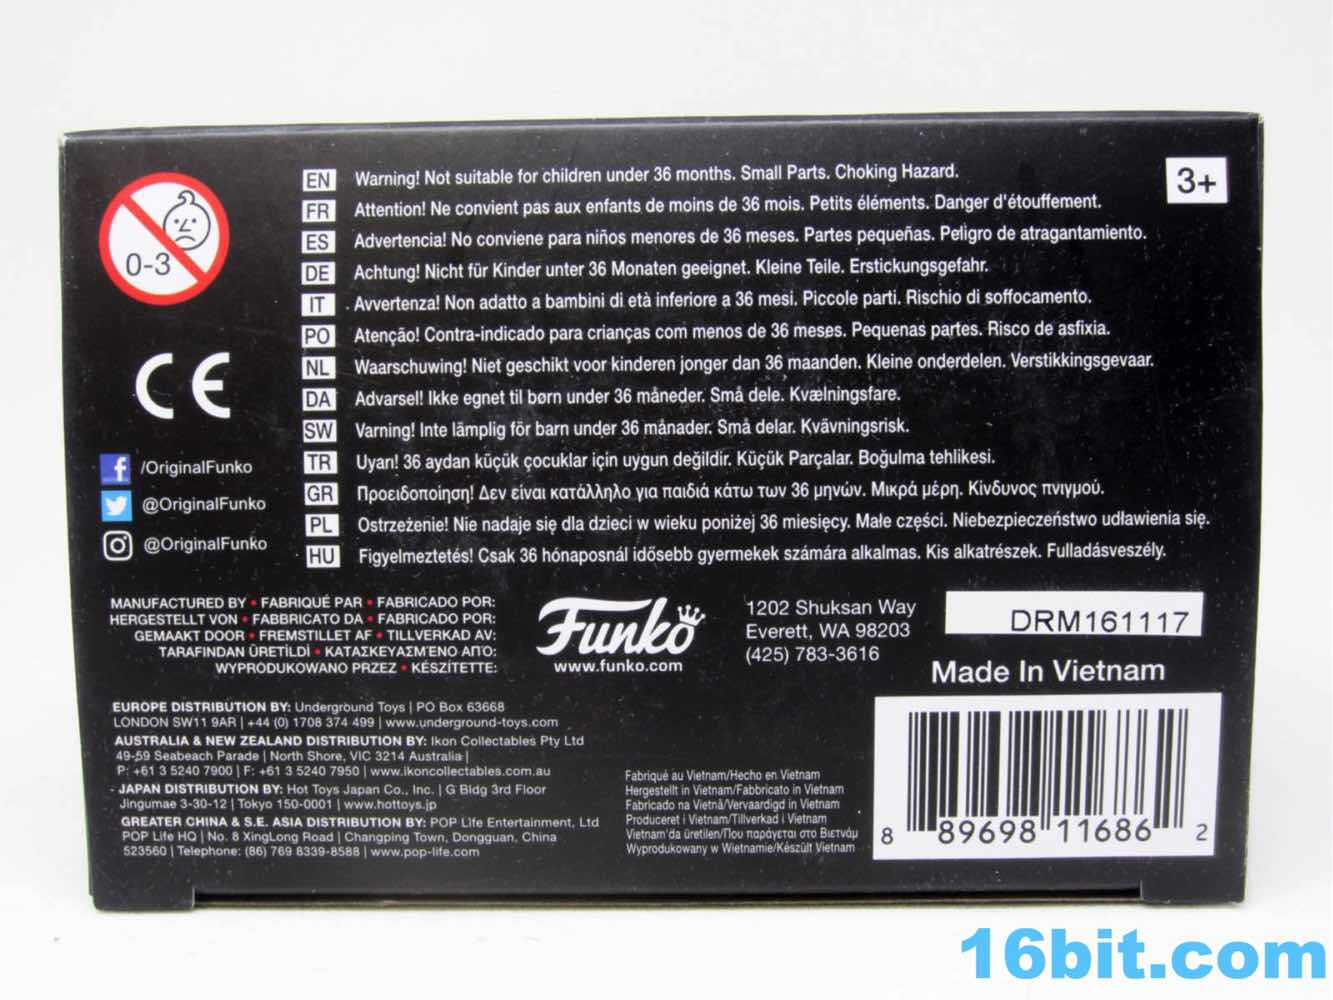 0-3
3+
EN Warning! Not suitable for children under 36 months. Small Parts. Choking Hazard.
FR Attention! Ne convient pas aux enfants de moins de 36 mois. Petits éléments. Danger d'étouffement.
ES Advertencia! No conviene para niños menores de 36 meses. Partes pequeñas. Peligro de atragantamiento.
DE Achtung! Nicht für Kinder unter 36 Monaten geeignet. Kleine Teile. Erstickungsgefahr.
IT Avvertenza! Non adatto a bambini di età inferiore a 36 mesi. Piccole parti. Rischio di soffocamento.
PO Atenção! Contra-indicado para crianças com menos de 36 meses. Pequenas partes. Risco de asfixia.
NL Waarschuwing! Niet geschikt voor kinderen jonger dan 36 maanden. Kleine onderdelen. Verstikkingsgevaar.
DA Advarsel! Ikke egnet til børn under 36 måneder. Små dele. Kvælningsfare.
SW Varning! Inte lämplig för barn under 36 månader. Små delar. Kvävningsrisk.
TR Uyarı! 36 aydan küçük çocuklar için uygun değildir. Küçük Parçalar. Boğulma tehlikesi.
GR Προειδοποίηση! Δεν είναι κατάλληλο για παιδιά κάτω των 36 μηνών. Μικρά μέρη. Κίνδυνος πνιγμού.
PL Ostrzeżenie! Nie nadaje się dla dzieci w wieku poniżej 36 miesięcy. Małe części. Niebezpieczeństwo udławienia się.
HU Figyelmeztetés! Csak 36 hónaposnál idősebb gyermekek számára alkalmas. Kis alkatrészek. Fulladásveszély.
CE
/OriginalFunko
@OriginalFunko
@OriginalFunko
MANUFACTURED BY • FABRIQUÉ PAR • FABRICADO POR:
HERGESTELLT VON • FABBRICATO DA • FABRICADO POR:
GEMAAKT DOOR • FREMSTILLET AF • TILLVERKAD AV:
TARAFINDAN ÜRETİLDİ • ΚΑΤΑΣΚΕΥΑΣΜΕΝΟ ΑΠΟ:
WYPRODUKOWANO PRZEZ • KÉSZÍTETTE:
Funko
www.funko.com
1202 Shuksan Way
Everett, WA 98203
(425) 783-3616
DRM161117
Made In Vietnam
EUROPE DISTRIBUTION BY: Underground Toys | PO Box 63668
LONDON SW11 9AR | +44 (0) 1708 374 499 | www.underground-toys.com
AUSTRALIA & NEW ZEALAND DISTRIBUTION BY: Ikon Collectables Pty Ltd
49-59 Seabeach Parade | North Shore, VIC 3214 Australia |
P: +61 3 5240 7900 | F: +61 3 5240 7950 | www.ikoncollectables.com.au
JAPAN DISTRIBUTION BY: Hot Toys Japan Co., Inc. | G Bldg 3rd Floor
Jingumae 3-30-12 | Tokyo 150-0001 | www.hottoys.jp
GREATER CHINA & S.E. ASIA DISTRIBUTION BY: POP Life Entertainment, Ltd
POP Life HQ | No. 8 XingLong Road | Changping Town, Dongguan, China
523560 | Telephone: (86) 769 8339-8588 | www.pop-life.com
Fabriqué au Vietnam/Hecho en Vietnam
Hergestellt in Vietnam/Fabbricato in Vietnam
Fabricado na Vietnã/Vervaardigd in Vietnam
Produceret i Vietnam/Tillverkad i Vietnam
Vietnam'da üretilen/Που παράγεται στο Βιετνάμ
Wyprodukowany w Wietnamie/Készült Vietnam
8 89698 11686 2
16bit.com